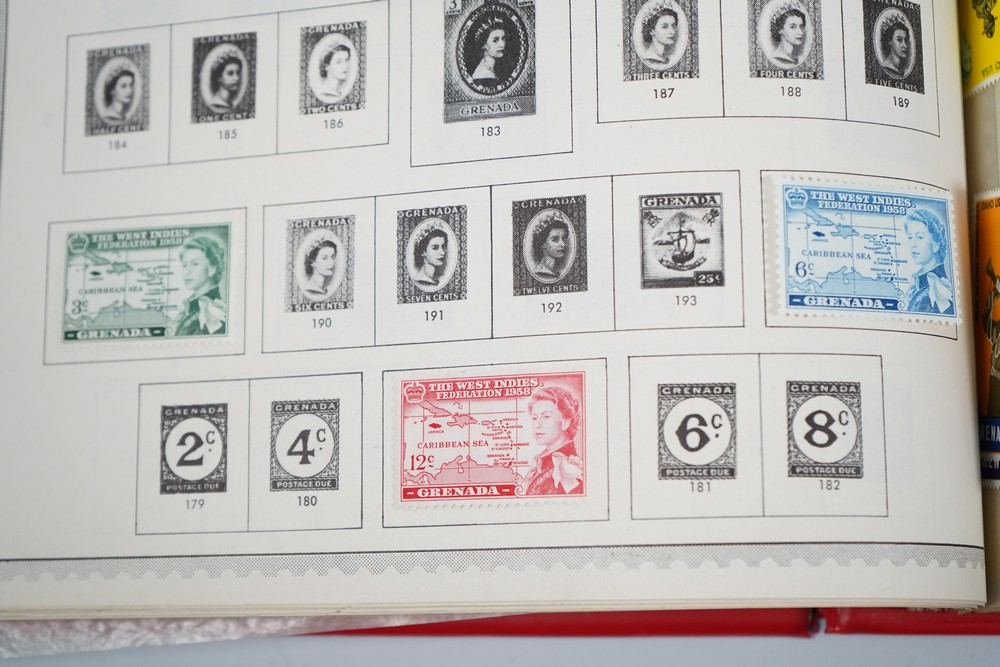 GRENADA
HALF CENT
184
GRENADA
ONE CENT
185
GRENADA
TWO CENTS
186
3
GRENADA
183
THREE CENTS
187
FOUR CENTS
188
FIVE CENTS
189
THE WEST INDIES
FEDERATION 1958
CARIBBEAN SEA
3c
- GRENADA -
GRENADA
SIX CENTS
190
GRENADA
SEVEN CENTS
191
GRENADA
TWELVE CENTS
192
GRENADA
25c
193
THE WEST INDIES
FEDERATION 1958
JAMAICA
CARIBBEAN SEA
6c
- GRENADA -
GRENADA
2c.
POSTAGE DUE
179
GRENADA
4c.
POSTAGE DUE
180
THE WEST INDIES
FEDERATION 1958
JAMAICA
CARIBBEAN SEA
12c
- GRENADA -
GRENADA
6c.
POSTAGE DUE
181
GRENADA
8c.
POSTAGE DUE
182